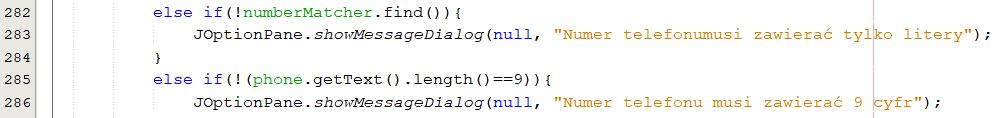 282 else if(!numberMatcher.find()){
283 JOptionPane.showMessageDialog(null, "Numer telefonumusi zawierać tylko litery");
284 }
285 else if(!(phone.getText().length()==9)){
286 JOptionPane.showMessageDialog(null, "Numer telefonu musi zawierać 9 cyfr");